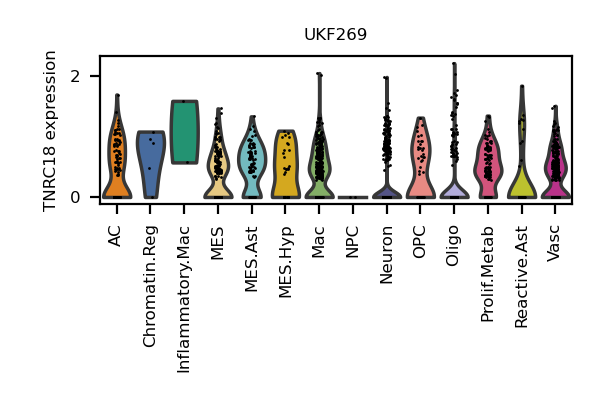 UKF269
TNRC18 expression
2
0
AC
Chromatin.Reg
Inflammatory.Mac
MES
MES.Ast
MES.Hyp
Mac
NPC
Neuron
OPC
Oligo
Prolif.Metab
Reactive.Ast
Vasc